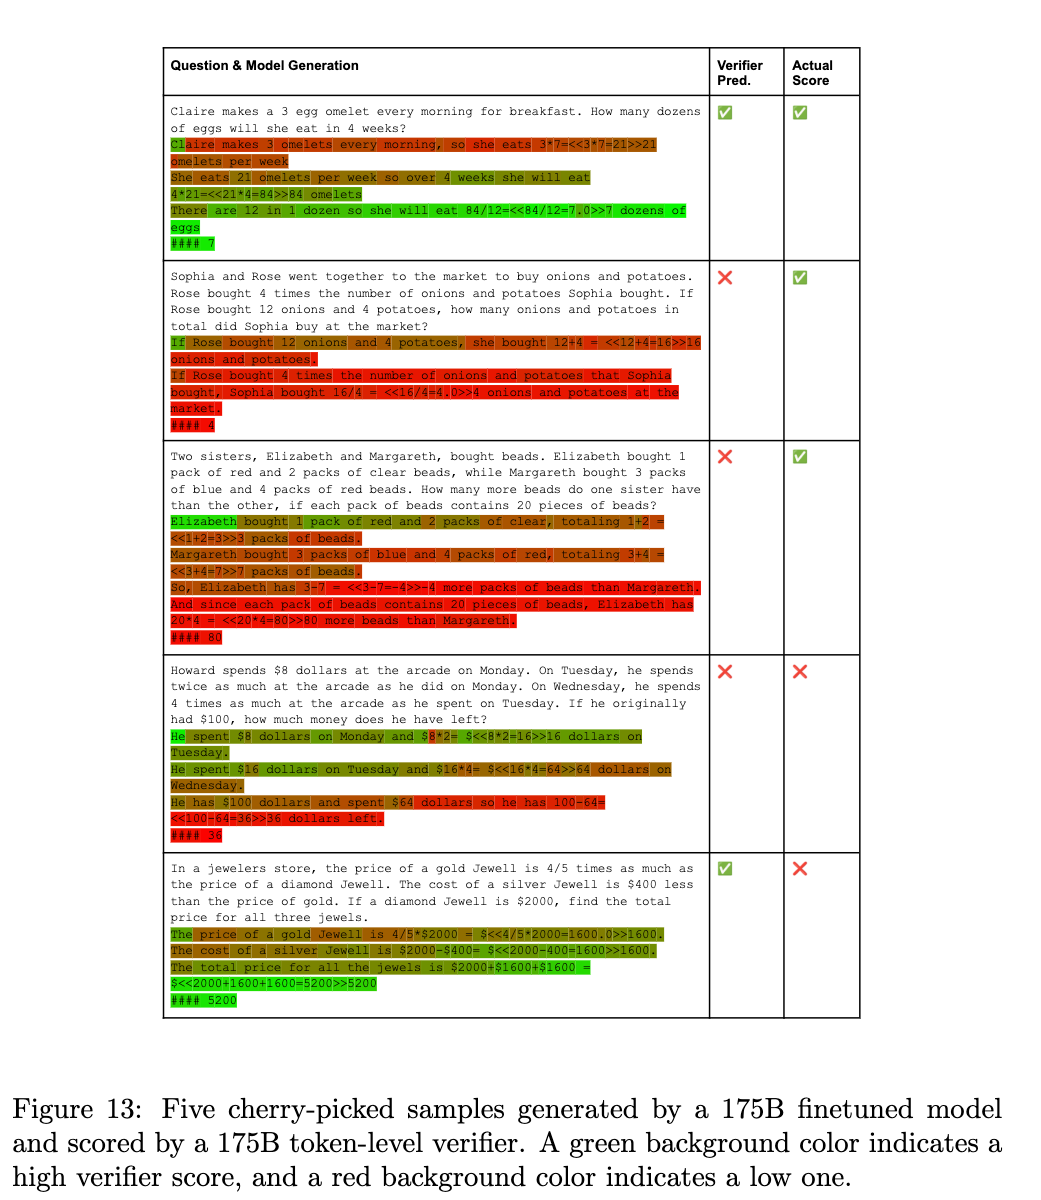 Question & Model Generation
Verifier Pred.
Actual Score
Claire makes a 3 egg omelet every morning for breakfast. How many dozens
of eggs will she eat in 4 weeks?
Claire makes 3 omelets every morning, so she eats 3*7=<<3*7=21>>21
omelets per week
She eats 21 omelets per week so over 4 weeks she will eat
4*21=<<21*4=84>>84 omelets
There are 12 in 1 dozen so she will eat 84/12=<<84/12=7.0>>7 dozens of
eggs
#### 7
✅ ✅
Sophia and Rose went together to the market to buy onions and potatoes.
Rose bought 4 times the number of onions and potatoes Sophia bought. If
Rose bought 12 onions and 4 potatoes, how many onions and potatoes in
total did Sophia buy at the market?
If Rose bought 12 onions and 4 potatoes, she bought 12+4 = <<12+4=16>>16
onions and potatoes.
If Rose bought 4 times the number of onions and potatoes that Sophia
bought, Sophia bought 16/4 = <<16/4=4.0>>4 onions and potatoes at the
market.
#### 4
❌ ✅
Two sisters, Elizabeth and Margareth, bought beads. Elizabeth bought 1
pack of red and 2 packs of clear beads, while Margareth bought 3 packs
of blue and 4 packs of red beads. How many more beads do one sister have
than the other, if each pack of beads contains 20 pieces of beads?
Elizabeth bought 1 pack of red and 2 packs of clear, totaling 1+2 =
<<1+2=3>>3 packs of beads.
Margareth bought 3 packs of blue and 4 packs of red, totaling 3+4 =
<<3+4=7>>7 packs of beads.
So, Elizabeth has 3-7 = <<3-7=-4>>-4 more packs of beads than Margareth.
And since each pack of beads contains 20 pieces of beads, Elizabeth has
20*4 = <<20*4=80>>80 more beads than Margareth.
#### 80
❌ ✅
Howard spends $8 dollars at the arcade on Monday. On Tuesday, he spends
twice as much at the arcade as he did on Monday. On Wednesday, he spends
4 times as much at the arcade as he spent on Tuesday. If he originally
had $100, how much money does he have left?
He spent $8 dollars on Monday and $8*2= $<<8*2=16>>16 dollars on
Tuesday.
He spent $16 dollars on Tuesday and $16*4= $<<16*4=64>>64 dollars on
Wednesday.
He has $100 dollars and spent $64 dollars so he has 100-64=
<<100-64=36>>36 dollars left.
#### 36
❌ ❌
In a jewelers store, the price of a gold Jewell is 4/5 times as much as
the price of a diamond Jewell. The cost of a silver Jewell is $400 less
than the price of gold. If a diamond Jewell is $2000, find the total
price for all three jewels.
The price of a gold Jewell is 4/5*$2000 = $<<4/5*2000=1600.0>>1600.
The cost of a silver Jewell is $2000-$400= $<<2000-400=1600>>1600.
The total price for all the jewels is $2000+$1600+$1600 =
$<<2000+1600+1600=5200>>5200
#### 5200
✅ ❌
Figure 13: Five cherry-picked samples generated by a 175B finetuned model
and scored by a 175B token-level verifier. A green background color indicates a
high verifier score, and a red background color indicates a low one.